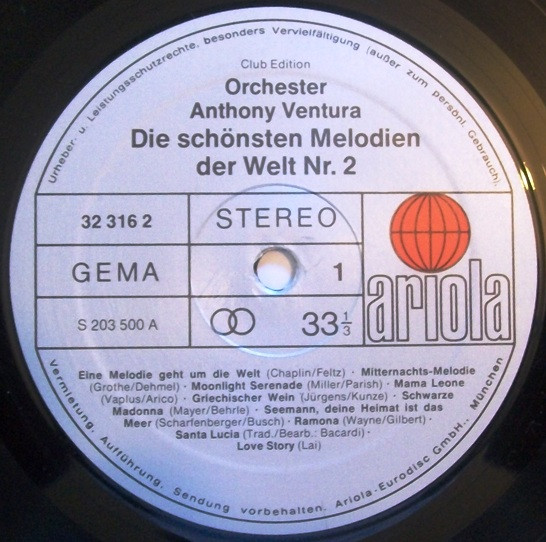 Urheber- u. Leistungsschutzrechte, besonders Vervielfältigung (außer zum persönl. Gebrauch),
Club Edition
Orchester
Anthony Ventura
Die schönsten Melodien
der Welt Nr. 2
32 316 2
STEREO
GEMA
1
ariola
S 203 500 A
33 1/3
Eine Melodie geht um die Welt (Chaplin/Feltz) · Mitternachts-Melodie
(Grothe/Dehmel) · Moonlight Serenade (Miller/Parish) · Mama Leone
(Vaplus/Arico) · Griechischer Wein (Jürgens/Kunze) · Schwarze
Madonna (Mayer/Behrle) · Seemann, deine Heimat ist das
Meer (Scharfenberger/Busch) · Ramona (Wayne/Gilbert) ·
Santa Lucia (Trad./Bearb.: Bacardi) ·
Love Story (Lai)
Vermietung, Aufführung, Sendung vorbehalten. Ariola-Eurodisc GmbH., München